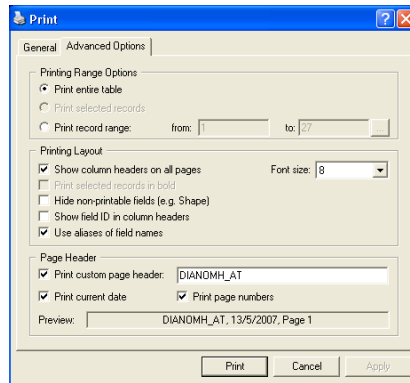 Print
General Advanced Options
Printing Range Options
Print entire table
Print selected records
Print record range: from: 1 to: 27 ...
Printing Layout
Show column headers on all pages Font size: 8
Print selected records in bold
Hide non-printable fields (e.g. Shape)
Show field ID in column headers
Use aliases of field names
Page Header
Print custom page header: DIANOMH_AT
Print current date Print page numbers
Preview: DIANOMH_AT, 13/5/2007, Page 1
Print Cancel Apply